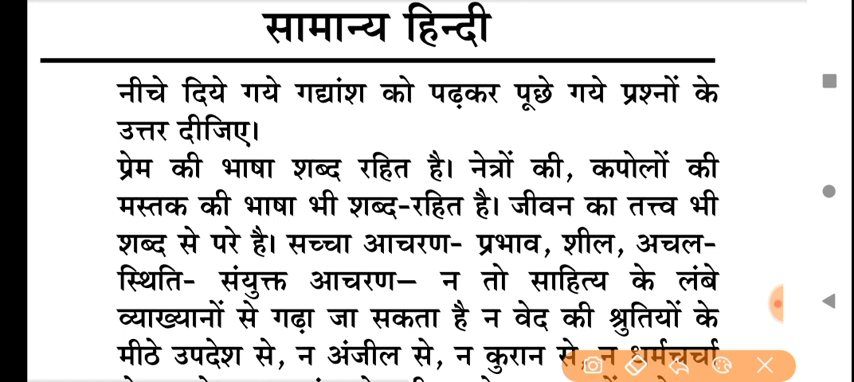 सामान्य हिन्दी
नीचे दिये गये गद्यांश को पढ़कर पूछे गये प्रश्नों के
उत्तर दीजिए।
प्रेम की भाषा शब्द रहित है। नेत्रों की, कपोलों की
मस्तक की भाषा भी शब्द-रहित है। जीवन का तत्त्व भी
शब्द से परे है। सच्चा आचरण- प्रभाव, शील, अचल-
स्थिति- संयुक्त आचरण– न तो साहित्य के लंबे
व्याख्यानों से गढ़ा जा सकता है न वेद की श्रुतियों के
मीठे उपदेश से, न अंजील से, न कुरान से, न धर्मचर्चा